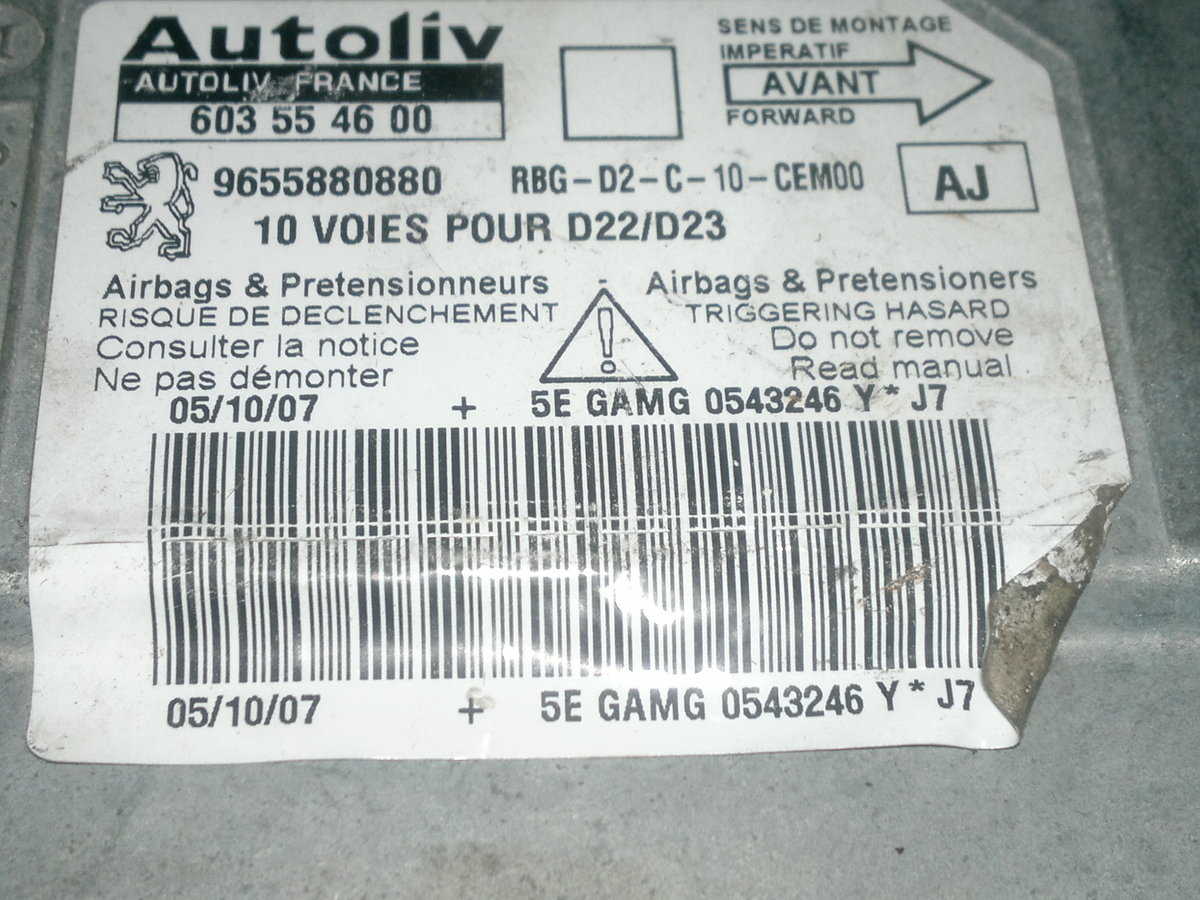 Autoliv
AUTOLIV FRANCE
603 55 46 00
SENS DE MONTAGE
IMPERATIF
AVANT
FORWARD
9655880880 RBG-D2-C-10-CEM00
AJ
10 VOIES POUR D22/D23
Airbags & Pretensionneurs
RISQUE DE DECLENCHEMENT
Consulter la notice
Ne pas démonter
Airbags & Pretensioners
TRIGGERING HASARD
Do not remove
Read manual
05/10/07 + 5E GAMG 0543246 Y * J7
05/10/07 + 5E GAMG 0543246 Y * J7